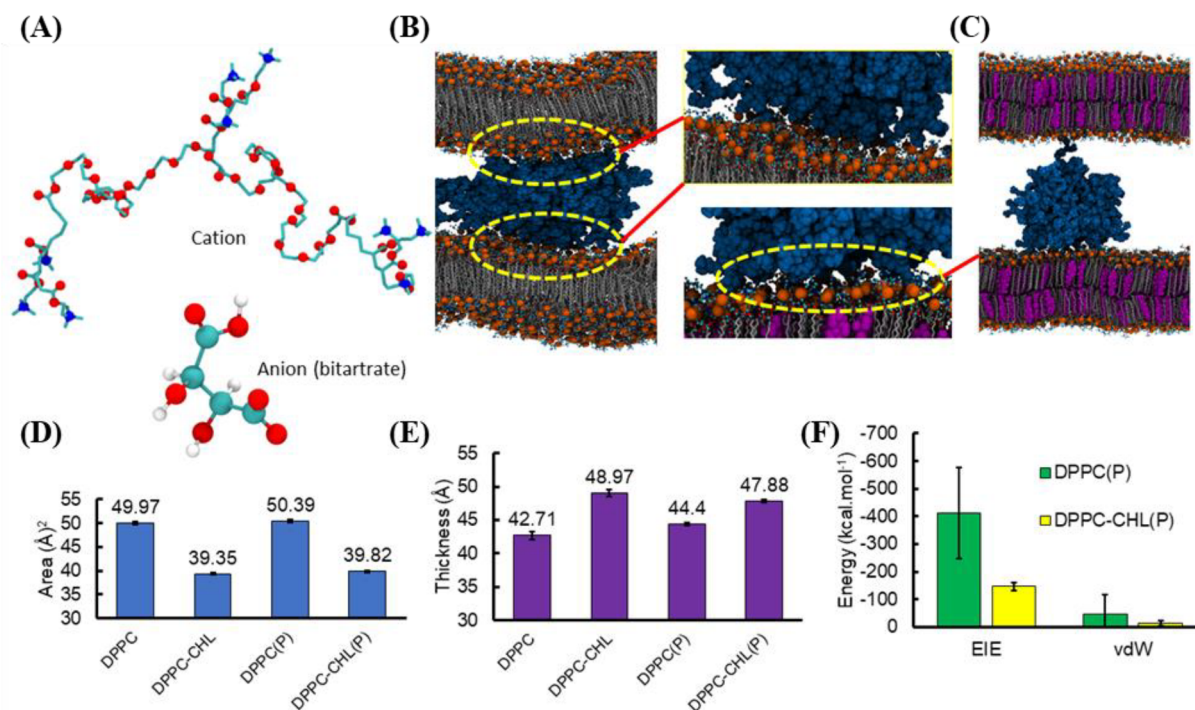 (A)
Cation
Anion (bitartrate)
(B)
(C)
(D)
Area (Å)²
55
50
45
40
35
30
49.97
39.35
50.39
39.82
DPPC
DPPC-CHL
DPPC(P)
DPPC-CHL(P)
(E)
Thickness (Å)
55
50
45
40
35
30
42.71
48.97
44.4
47.88
DPPC
DPPC-CHL
DPPC(P)
DPPC-CHL(P)
(F)
Energy (kcal.mol⁻¹)
-700
-600
-500
-400
-300
-200
-100
0
DPPC(P)
DPPC-CHL(P)
EIE
vdW